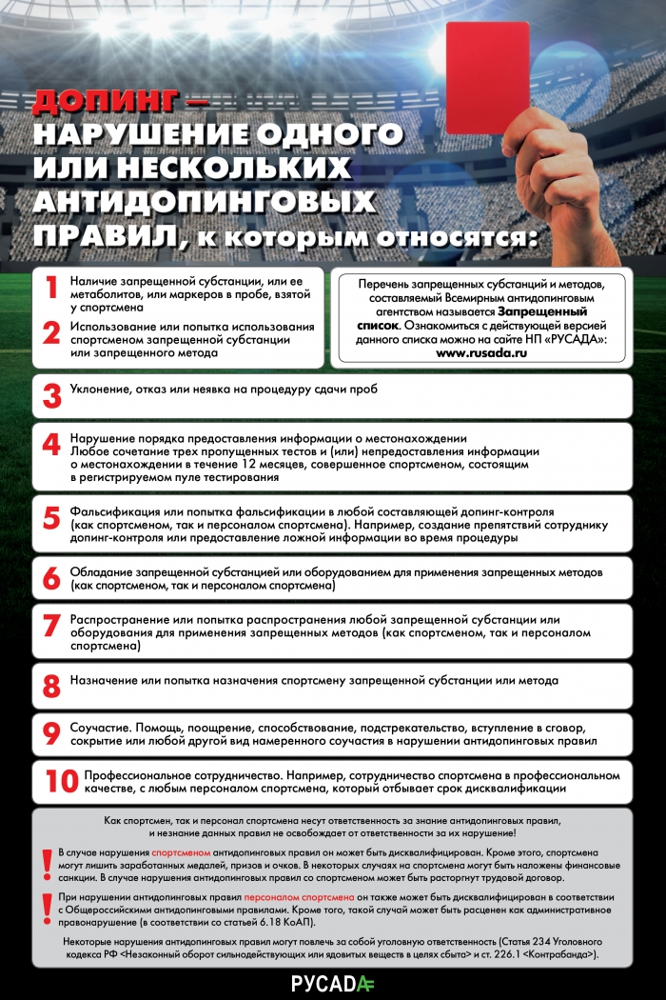 ДОПИНГ –
НАРУШЕНИЕ ОДНОГО
ИЛИ НЕСКОЛЬКИХ
АНТИДОПИНГОВЫХ
ПРАВИЛ, к которым относятся:
1 Наличие запрещенной субстанции, или ее
метаболитов, или маркеров в пробе, взятой
у спортсмена
2 Использование или попытка использования
спортсменом запрещенной субстанции
или запрещенного метода
Перечень запрещенных субстанций и методов,
составляемый Всемирным антидопинговым
агентством называется Запрещенный
список. Ознакомиться с действующей версией
данного списка можно на сайте НП «РУСАДА»:
www.rusada.ru
3 Уклонение, отказ или неявка на процедуру сдачи проб
4 Нарушение порядка предоставления информации о местонахождении
Любое сочетание трех пропущенных тестов и (или) непредоставления информации
о местонахождении в течение 12 месяцев, совершенное спортсменом, состоящим
в регистрируемом пуле тестирования
5 Фальсификация или попытка фальсификации в любой составляющей допинг-контроля
(как спортсменом, так и персоналом спортсмена). Например, создание препятствий сотруднику
допинг-контроля или предоставление ложной информации во время процедуры
6 Обладание запрещенной субстанцией или оборудованием для применения запрещенных методов
(как спортсменом, так и персоналом спортсмена)
7 Распространение или попытка распространения любой запрещенной субстанции или
оборудования для применения запрещенных методов (как спортсменом, так и персоналом
спортсмена)
8 Назначение или попытка назначения спортсмену запрещенной субстанции или метода
9 Соучастие. Помощь, поощрение, способствование, подстрекательство, вступление в сговор,
сокрытие или любой другой вид намеренного соучастия в нарушении антидопинговых правил
10 Профессиональное сотрудничество. Например, сотрудничество спортсмена в профессиональном
качестве, с любым персоналом спортсмена, который отбывает срок дисквалификации
Как спортсмен, так и персонал спортсмена несут ответственность за знание антидопинговых правил,
и незнание данных правил не освобождает от ответственности за их нарушение!
! В случае нарушения спортсменом антидопинговых правил он может быть дисквалифицирован. Кроме этого, спортсмена
могут лишить заработанных медалей, призов и очков. В некоторых случаях на спортсмена могут быть наложены финансовые
санкции. В случае нарушения антидопинговых правил со спортсменом может быть расторгнут трудовой договор.
! При нарушении антидопинговых правил персоналом спортсмена он также может быть дисквалифицирован в соответствии
с Общероссийскими антидопинговыми правилами. Кроме того, такой случай может быть расценен как административное
правонарушение (в соответствии со статьей 6.18 КоАП).
Некоторые нарушения антидопинговых правил могут повлечь за собой уголовную ответственность (Статья 234 Уголовного
кодекса РФ <Незаконный оборот сильнодействующих или ядовитых веществ в целях сбыта> и ст. 226.1 <Контрабанда>).
РУСАДА